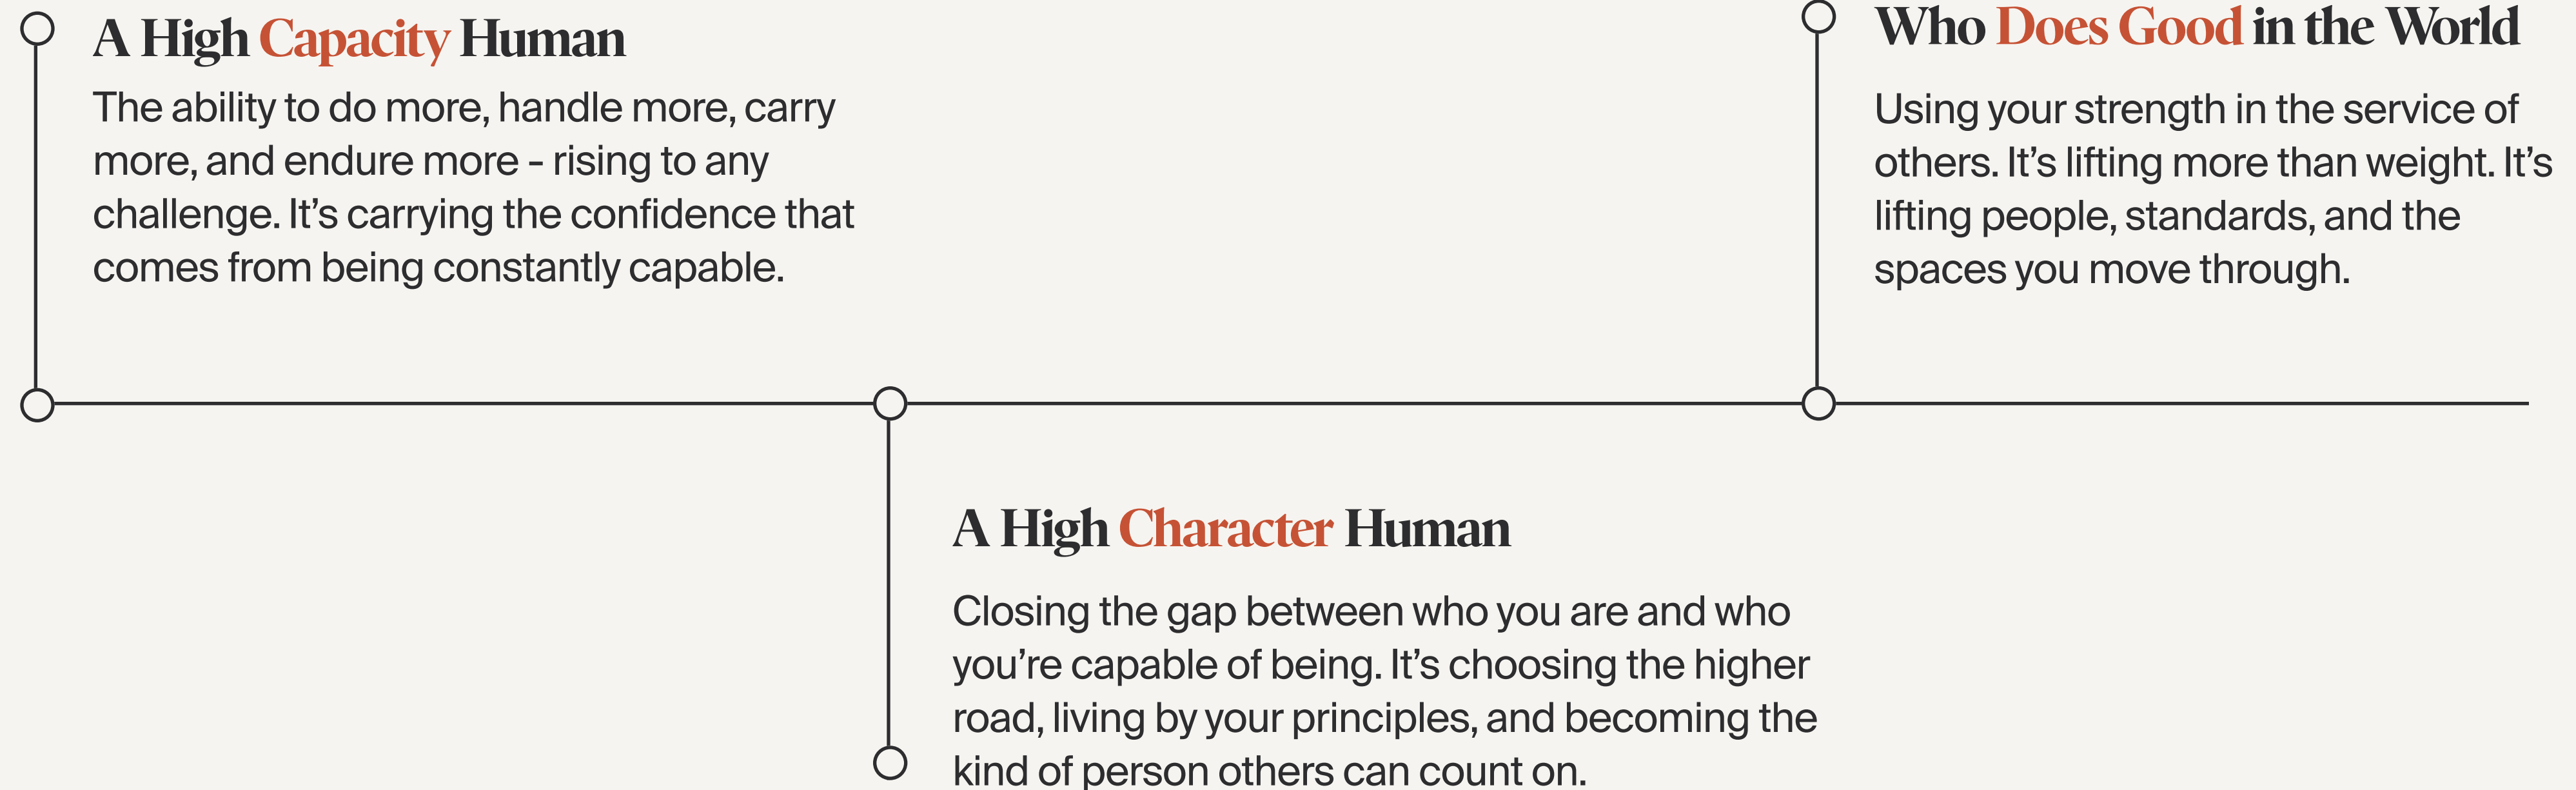 A High Capacity Human
The ability to do more, handle more, carry
more, and endure more - rising to any
challenge. It’s carrying the confidence that
comes from being constantly capable.
Who Does Good in the World
Using your strength in the service of
others. It’s lifting more than weight. It’s
lifting people, standards, and the
spaces you move through.
A High Character Human
Closing the gap between who you are and who
you’re capable of being. It’s choosing the higher
road, living by your principles, and becoming the
kind of person others can count on.